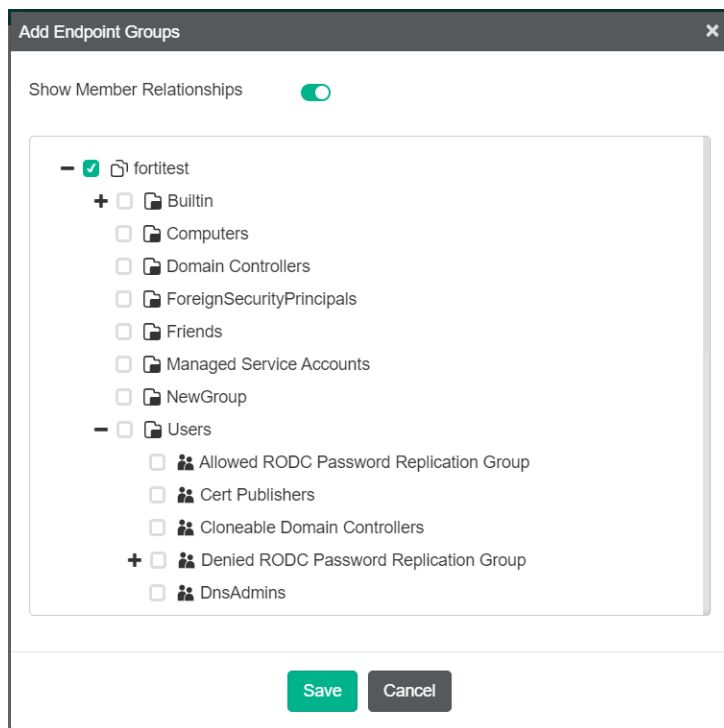 Add Endpoint Groups
Show Member Relationships
fortitest
Builtin
Computers
Domain Controllers
ForeignSecurityPrincipals
Friends
Managed Service Accounts
NewGroup
Users
Allowed RODC Password Replication Group
Cert Publishers
Cloneable Domain Controllers
Denied RODC Password Replication Group
DnsAdmins
Save Cancel